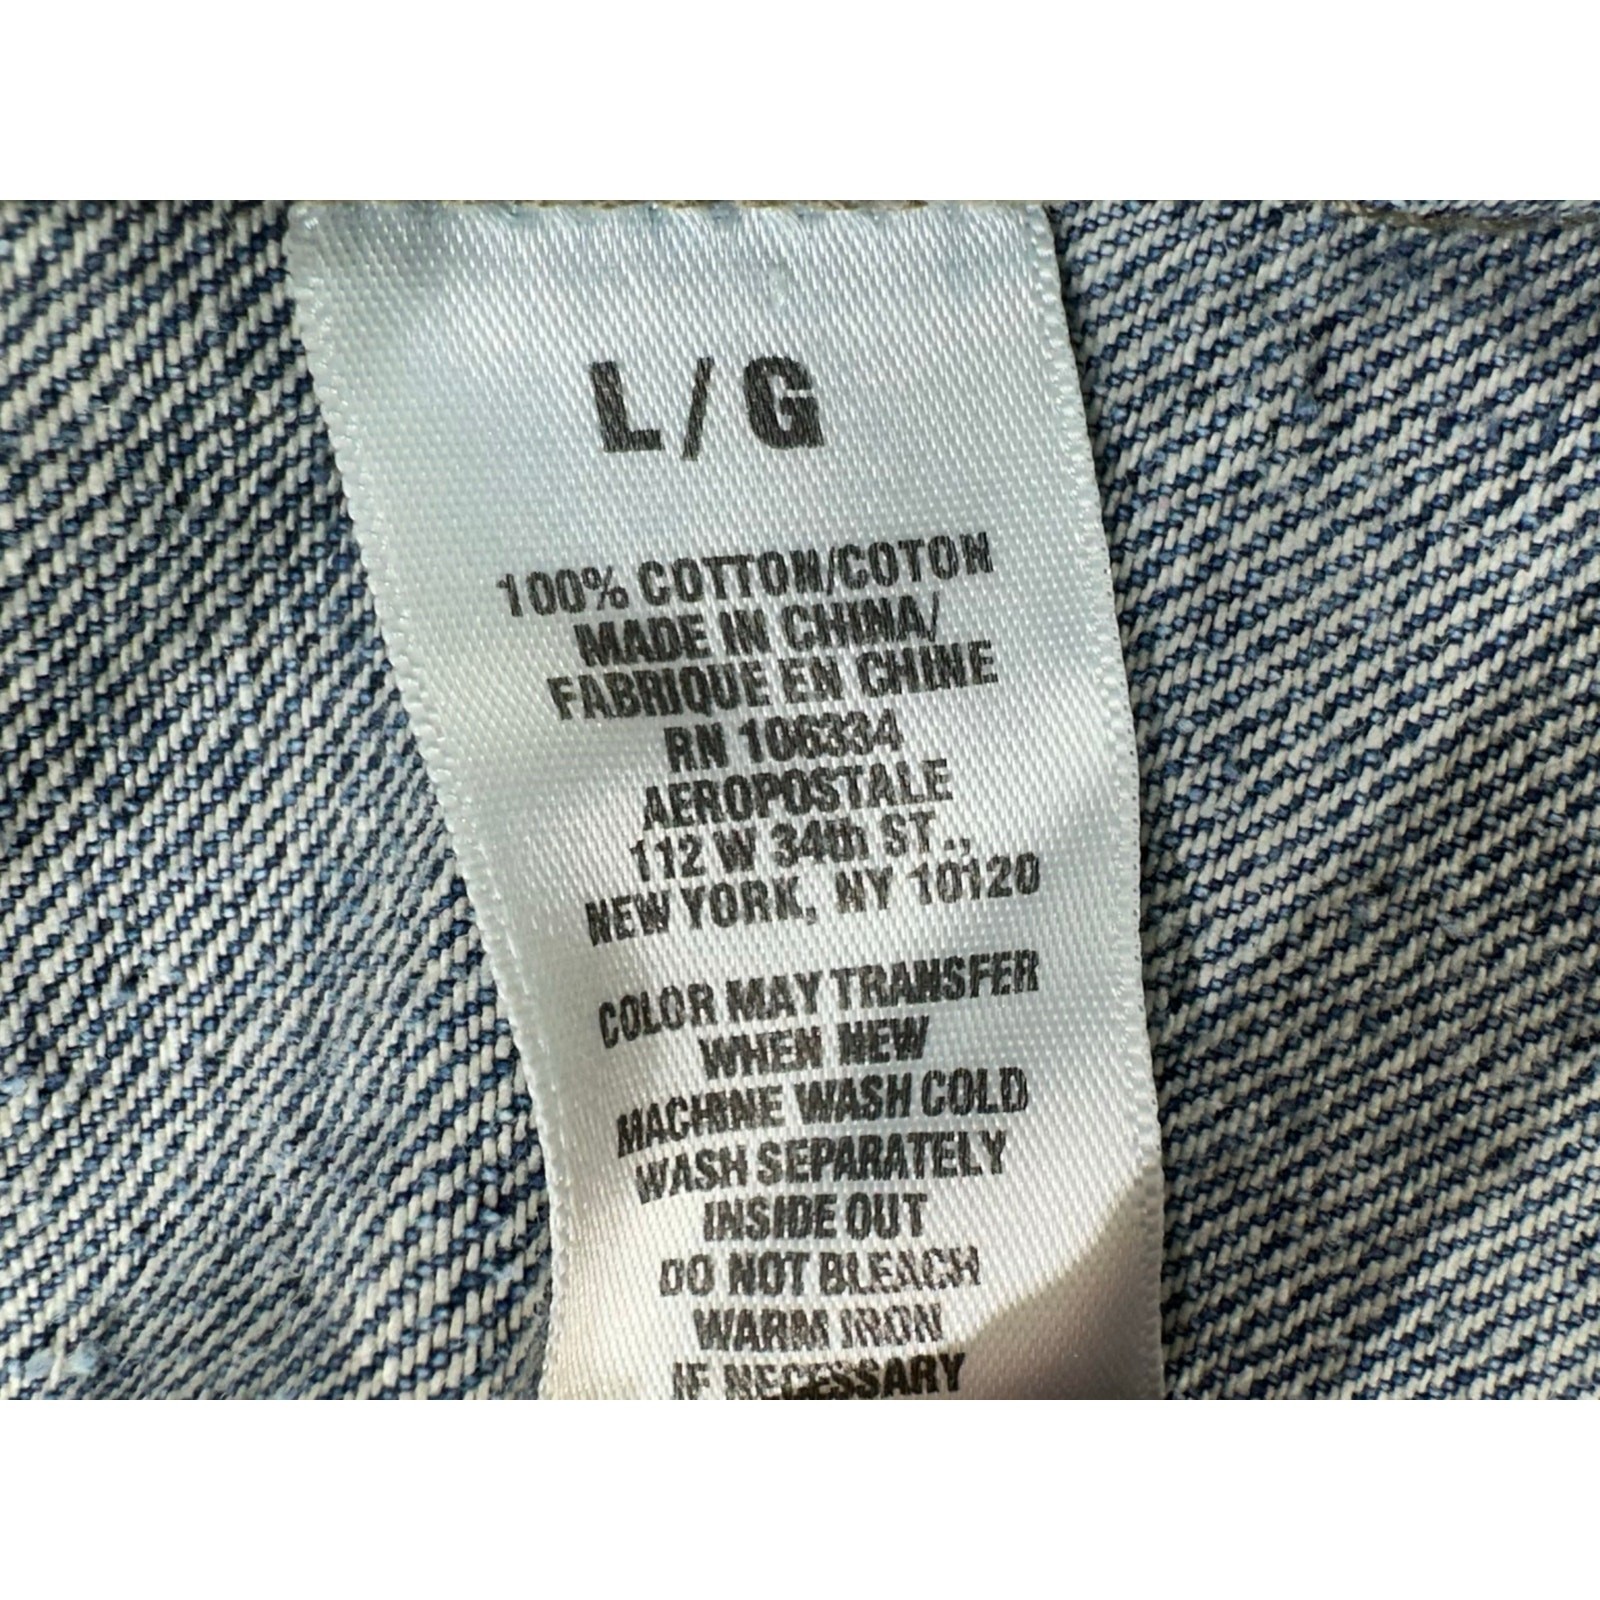 L/G
100% COTTON/COTON
MADE IN CHINA/
FABRIQUE EN CHINE
RN 106334
AEROPOSTALE
112 W 34th ST.,
NEW YORK, NY 10120
COLOR MAY TRANSFER
WHEN NEW
MACHINE WASH COLD
WASH SEPARATELY
INSIDE OUT
DO NOT BLEACH
WARM IRON
IF NECESSARY